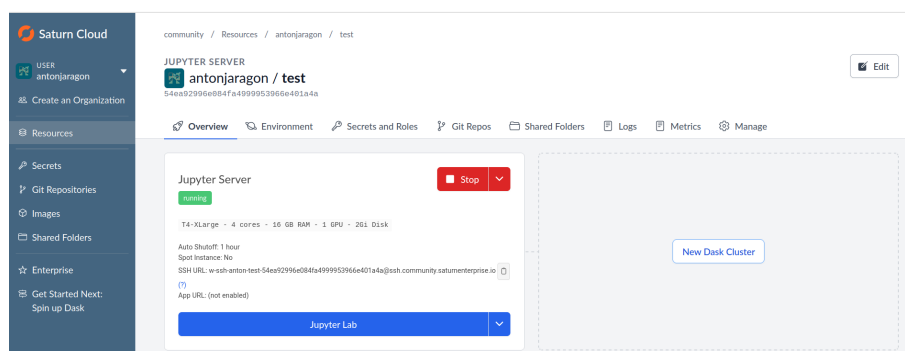 Saturn Cloud
USER
antonjaragon
Create an Organization
Resources
Secrets
Git Repositories
Images
Shared Folders
Enterprise
Get Started Next:
Spin up Dask
community / Resources / antonjaragon / test
JUPYTER SERVER
antonjaragon / test
54ea92996e084fa4999953966e401a4a
Edit
Overview Environment Secrets and Roles Git Repos Shared Folders Logs Metrics Manage
Jupyter Server
Stop
running
T4-XLarge - 4 cores - 16 GB RAM - 1 GPU - 2Gi Disk
Auto Shutoff: 1 hour
Spot Instance: No
SSH URL: w-ssh-anton-test-54ea92996e084fa4999953966e401a4a@ssh.community.saturnenterprise.io
(?)
App URL: (not enabled)
Jupyter Lab
New Dask Cluster